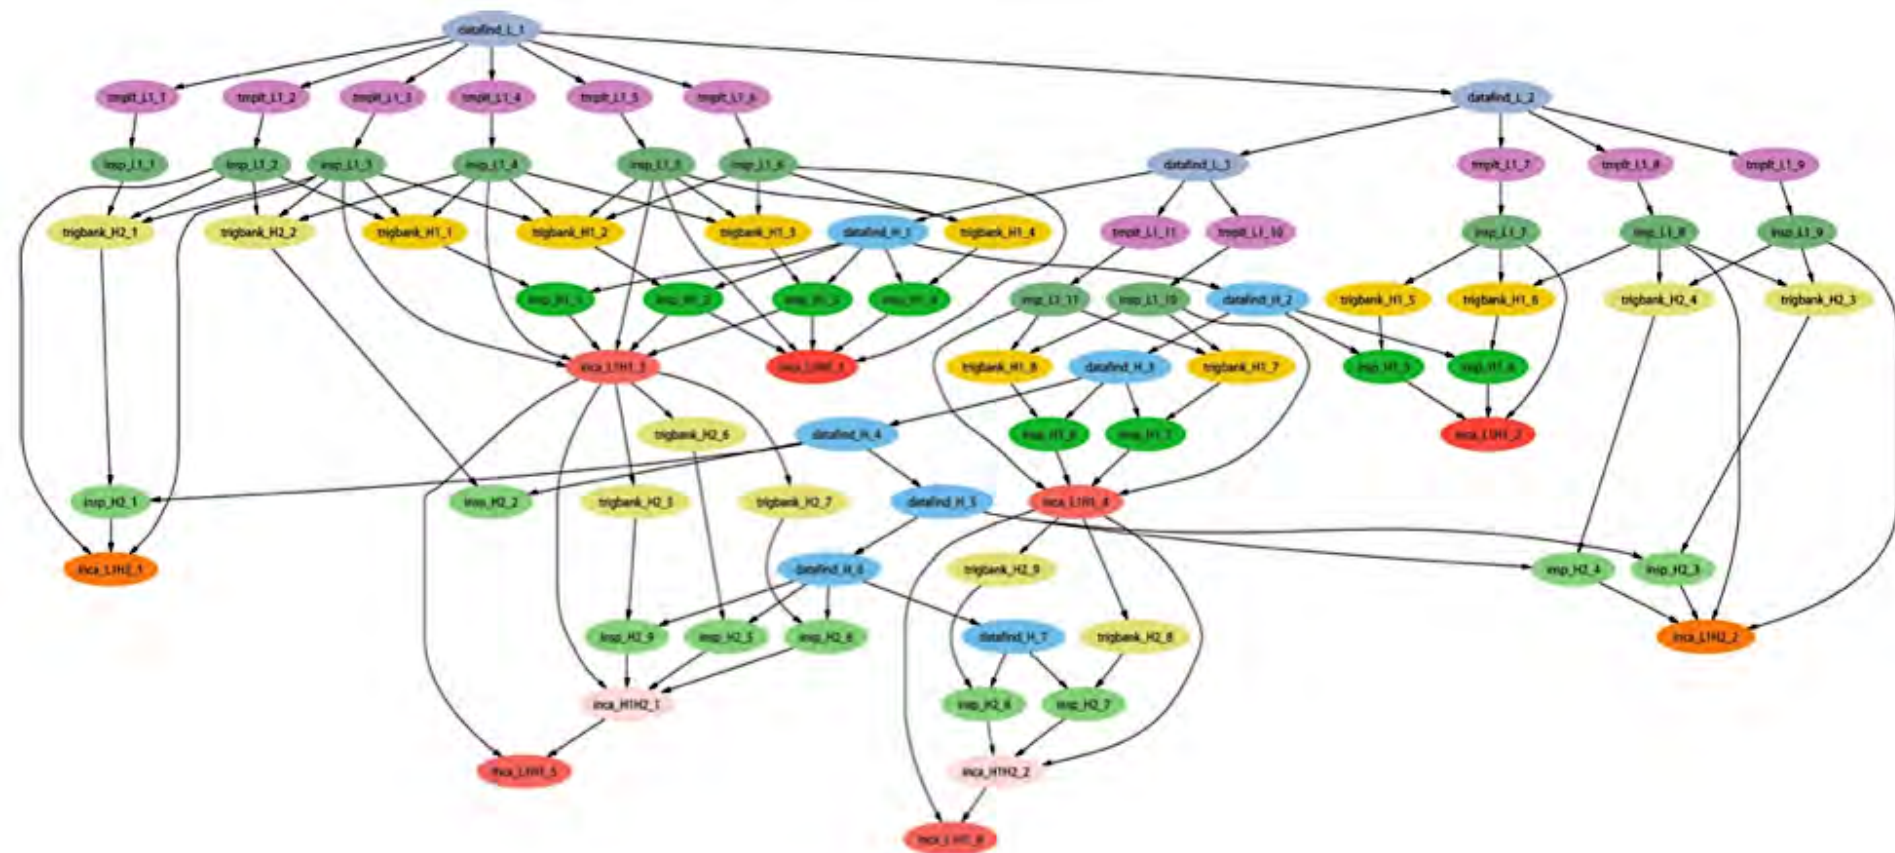 datafind_L_1
tmplt_L1_1 tmplt_L1_2 tmplt_L1_3 tmplt_L1_4 tmplt_L1_5 tmplt_L1_6 datafind_L_2
insp_L1_1 insp_L1_2 insp_L1_3 insp_L1_4 insp_L1_5 insp_L1_6 datafind_L_3 tmplt_L1_7 tmplt_L1_8 tmplt_L1_9
trigbank_H2_1 trigbank_H2_2 trigbank_H1_1 trigbank_H1_2 trigbank_H1_3 datafind_H_1 trigbank_H1_4 tmplt_L1_11 tmplt_L1_10 insp_L1_7 insp_L1_8 insp_L1_9
insp_H1_1 insp_H1_2 insp_H1_3 insp_H1_4 insp_L1_11 insp_L1_10 datafind_H_2 trigbank_H1_5 trigbank_H1_6 trigbank_H2_4 trigbank_H2_3
inca_L1H1_3 trigbank_H1_8 datafind_H_3 trigbank_H1_7 insp_H1_5 insp_H1_6
trigbank_H2_6 datafind_H_4 insp_H1_8 insp_H1_7 inca_L1H1_2
insp_H2_1 insp_H2_2 trigbank_H2_5 trigbank_H2_7 datafind_H_5 inca_L1H1_4
inca_L1H2_1 datafind_H_6 trigbank_H2_9 insp_H2_4 insp_H2_3
insp_H2_9 insp_H2_5 insp_H2_6 datafind_H_7 trigbank_H2_8 inca_L1H2_2
inca_H1H2_1 insp_H2_7
inca_L1H1_5 inca_H1H2_2